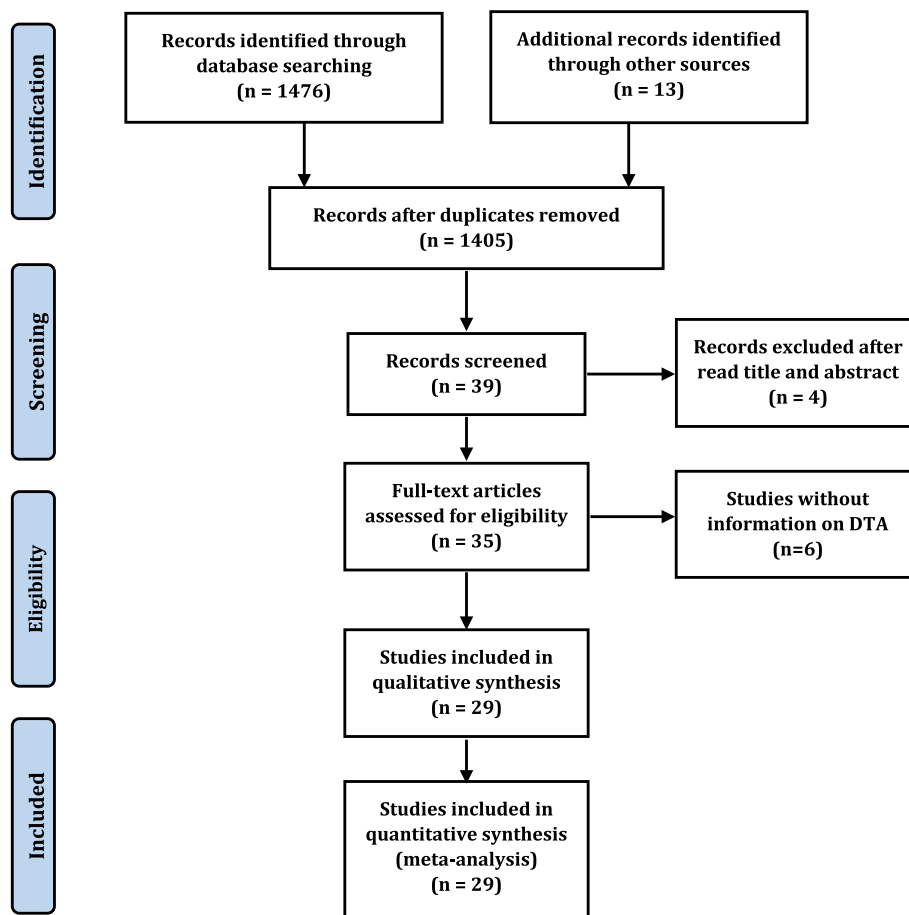 Identification
Records identified through
database searching
(n = 1476)
Additional records identified
through other sources
(n = 13)
Records after duplicates removed
(n = 1405)
Screening
Records screened
(n = 39)
Records excluded after
read title and abstract
(n = 4)
Eligibility
Full-text articles
assessed for eligibility
(n = 35)
Studies without
information on DTA
(n=6)
Studies included in
qualitative synthesis
(n = 29)
Included
Studies included in
quantitative synthesis
(meta-analysis)
(n = 29)